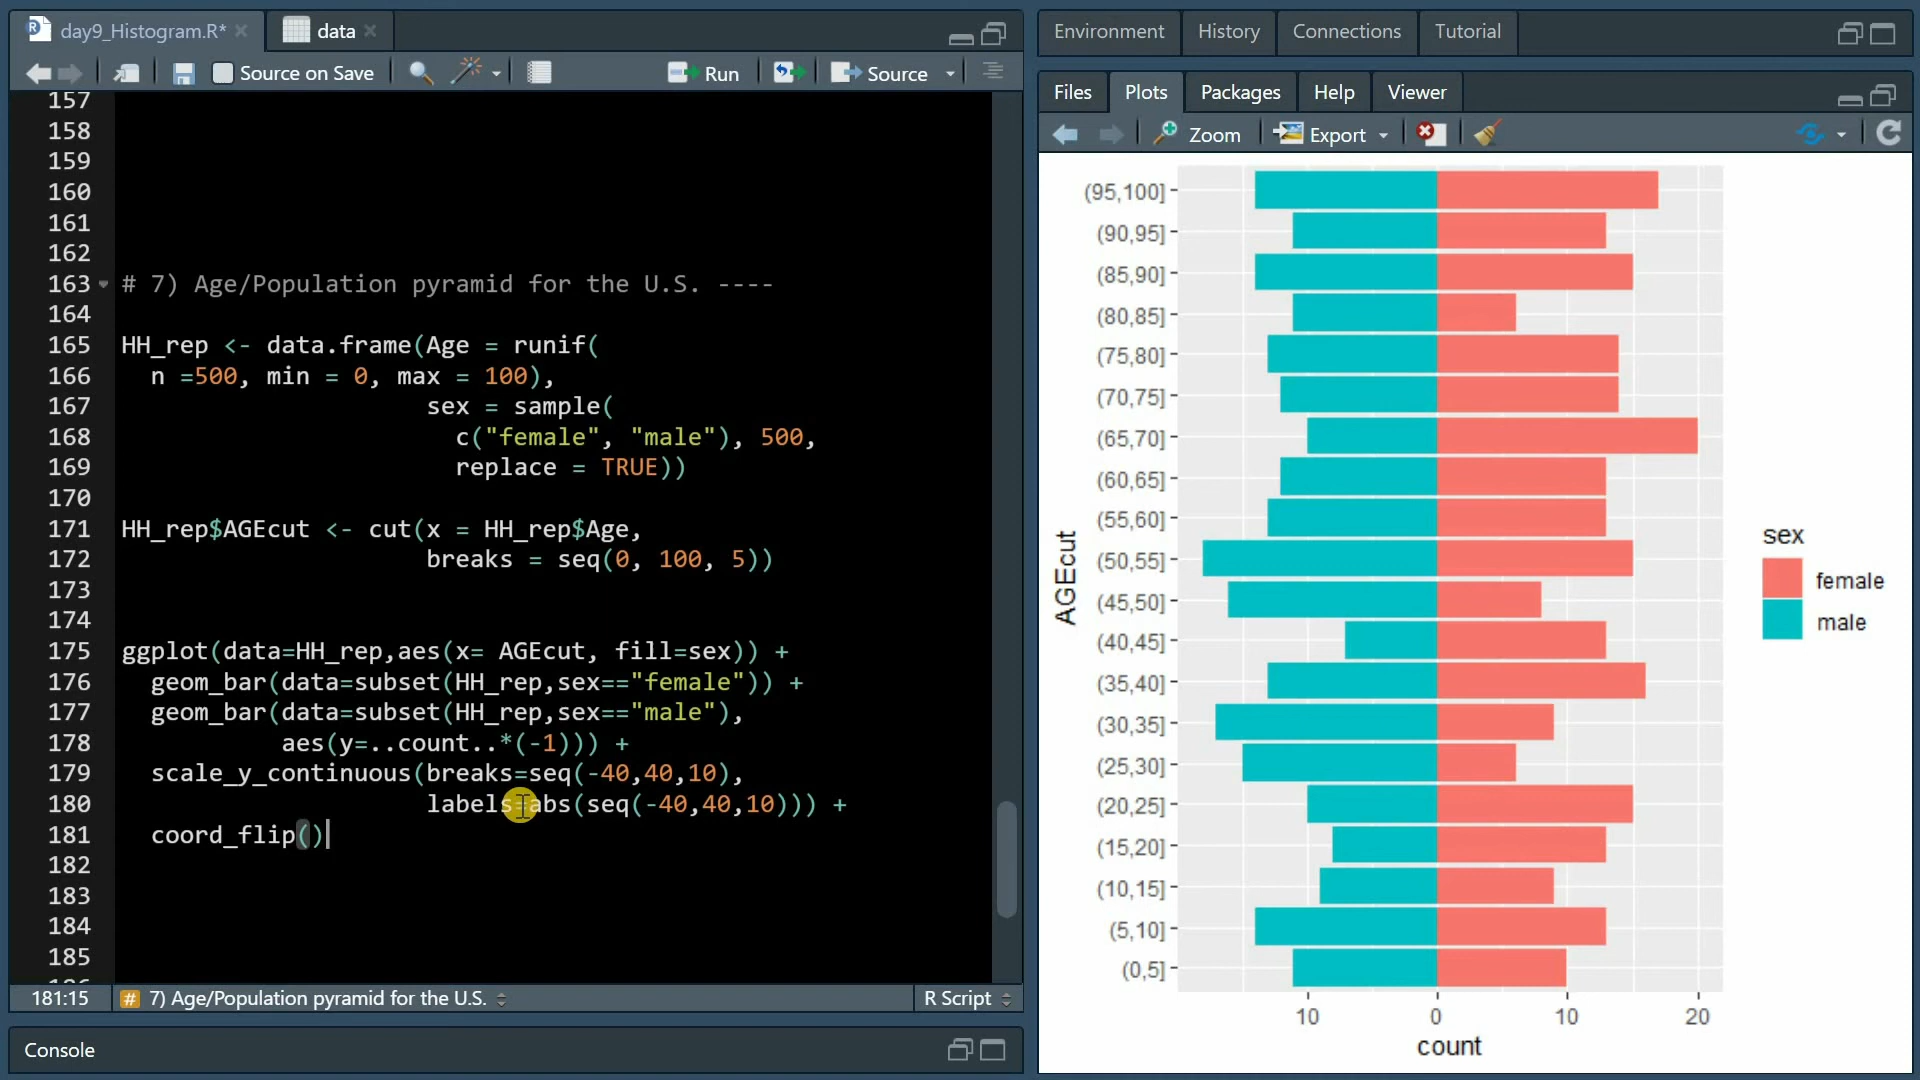 day9_Histogram.R* data
Source on Save Run Source
157
158
159
160
161
162
163 # 7) Age/Population pyramid for the U.S. ----
164
165 HH_rep <- data.frame(Age = runif(
166 n =500, min = 0, max = 100),
167 sex = sample(
168 c("female", "male"), 500,
169 replace = TRUE))
170
171 HH_rep$AGEcut <- cut(x = HH_rep$Age,
172 breaks = seq(0, 100, 5))
173
174
175 ggplot(data=HH_rep,aes(x= AGEcut, fill=sex)) +
176 geom_bar(data=subset(HH_rep,sex=="female")) +
177 geom_bar(data=subset(HH_rep,sex=="male"),
178 aes(y=..count..*(-1))) +
179 scale_y_continuous(breaks=seq(-40,40,10),
180 labels=abs(seq(-40,40,10))) +
181 coord_flip()
182
183
184
185
181:15 # 7) Age/Population pyramid for the U.S. R Script
Console
Environment History Connections Tutorial
Files Plots Packages Help Viewer
Zoom Export
(95,100]
(90,95]
(85,90]
(80,85]
(75,80]
(70,75]
(65,70]
(60,65]
(55,60]
(50,55]
(45,50]
(40,45]
(35,40]
(30,35]
(25,30]
(20,25]
(15,20]
(10,15]
(5,10]
(0,5]
AGEcut
10 0 10 20
count
sex
female
male